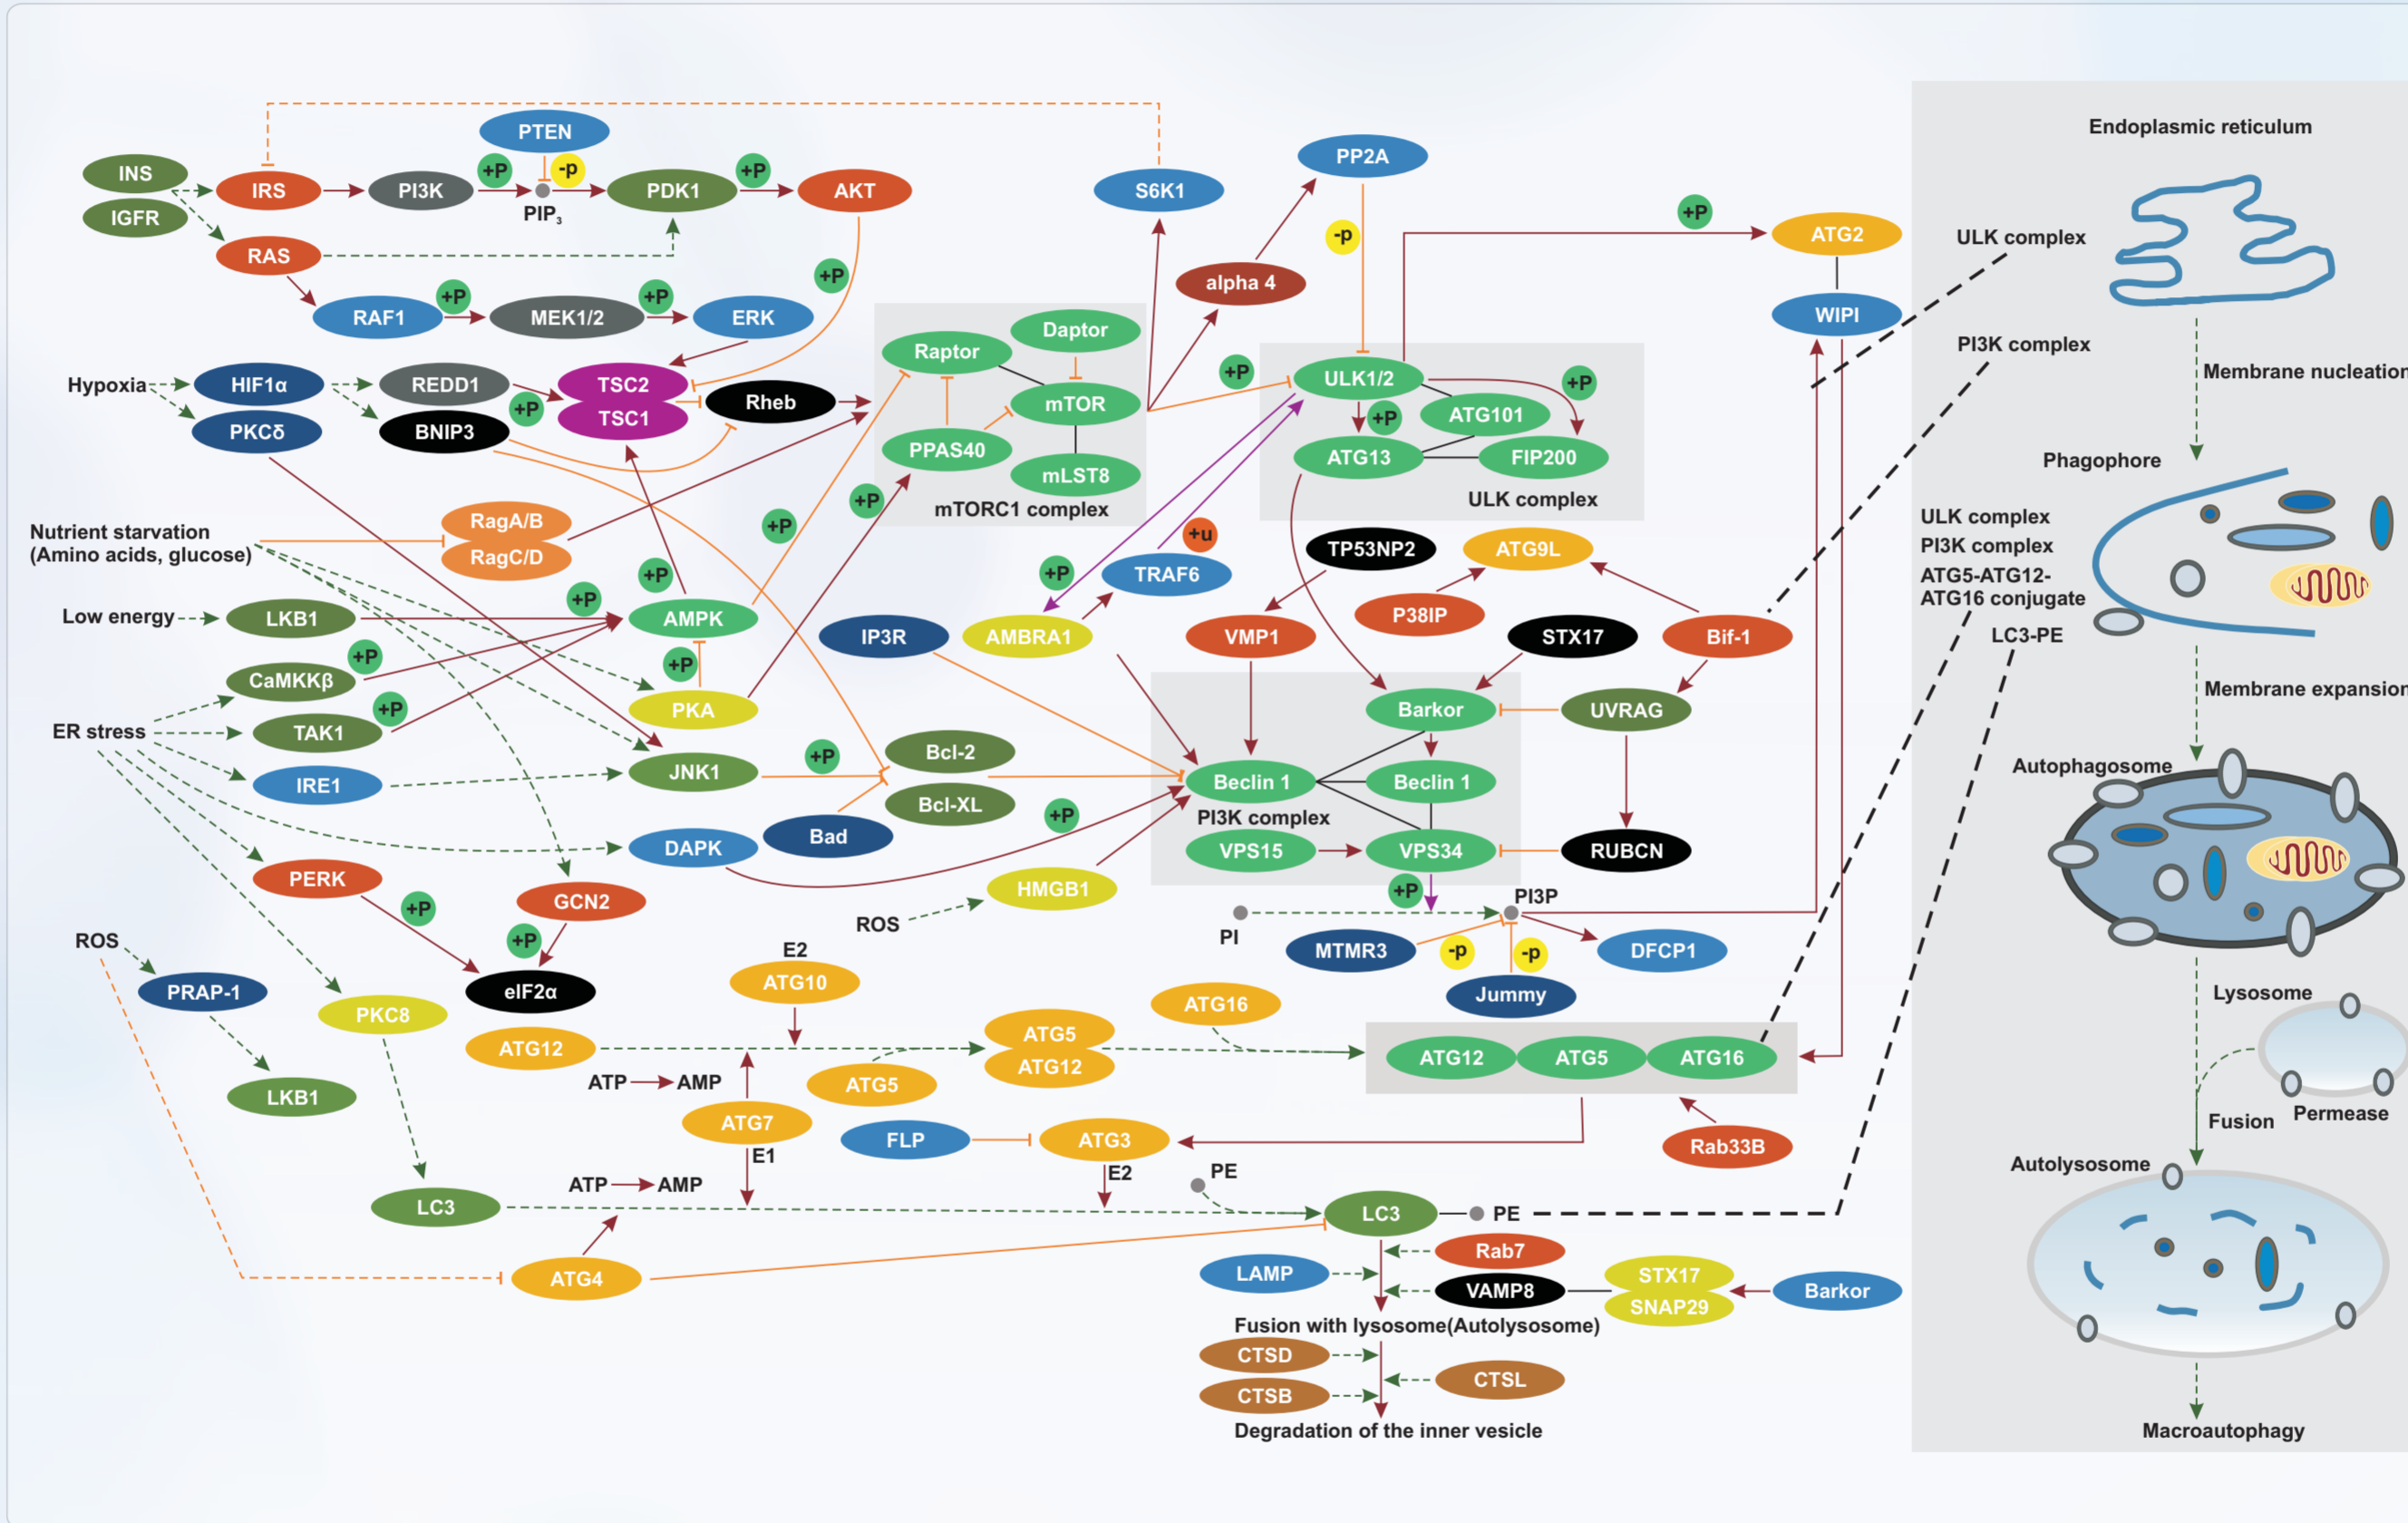 Endoplasmic reticulum
PTEN
PP2A
INS
IGFR
IRS
PI3K
+P
-p
PIP3
PDK1
+P
AKT
S6K1
RAS
+P
-p
+P
ATG2
ULK complex
alpha 4
RAF1
+P
MEK1/2
+P
ERK
WIPI
Daptor
Raptor
PI3K complex
Membrane nucleation
Hypoxia
HIF1α
REDD1
TSC2
+P
TSC1
Rheb
mTOR
+P
ULK1/2
+P
+P
ATG101
PKCδ
BNIP3
PPAS40
mLST8
mTORC1 complex
ATG13
FIP200
ULK complex
Phagophore
+P
Nutrient starvation
(Amino acids, glucose)
RagA/B
RagC/D
+P
+P
+u
TP53NP2
ATG9L
ULK complex
PI3K complex
ATG5-ATG12-
ATG16 conjugate
LC3-PE
+P
TRAF6
Low energy
LKB1
+P
AMPK
IP3R
AMBRA1
VMP1
P38IP
STX17
Bif-1
+P
CaMKKβ
+P
PKA
Barkor
UVRAG
Membrane expansion
ER stress
TAK1
+P
IRE1
JNK1
+P
Bcl-2
Bcl-XL
Beclin 1
Beclin 1
PI3K complex
Autophagosome
+P
Bad
DAPK
VPS15
VPS34
RUBCN
PERK
+P
GCN2
+P
HMGB1
ROS
+P
PI
PI3P
ROS
PRAP-1
eIF2α
E2
ATG10
MTMR3
-p
-p
DFCP1
Jummy
PKC8
ATG16
Lysosome
ATG12
ATG5
ATG12
ATG12
ATG5
ATG16
ATP
AMP
ATG5
LKB1
ATG7
E1
FLP
ATG3
E2
Rab33B
Permease
Fusion
Autolysosome
ATP
AMP
PE
LC3
LC3
PE
Rab7
ATG4
LAMP
VAMP8
STX17
SNAP29
Barkor
Fusion with lysosome(Autolysosome)
CTSD
CTSL
CTSB
Degradation of the inner vesicle
Macroautophagy